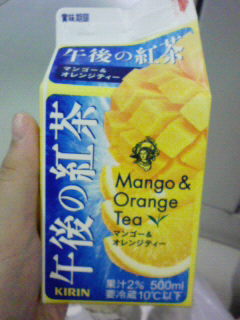 賞味期限
午後の紅茶
マンゴー&
オレンジティー
午後の紅茶
Mango &
Orange
Tea
マンゴー&
オレンジティー
果汁2% 500ml
要冷蔵10℃以下
KIRIN